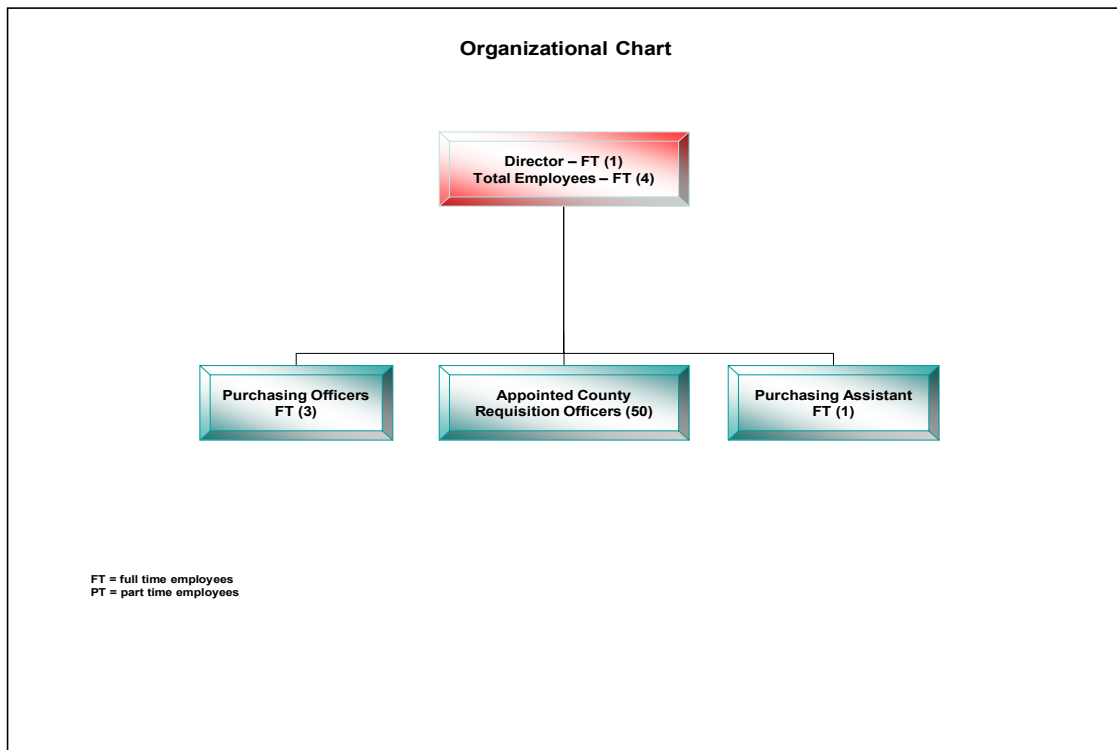 Organizational Chart
Director – FT (1)
Total Employees – FT (4)
Purchasing Officers
FT (3)
Appointed County
Requisition Officers (50)
Purchasing Assistant
FT (1)
FT = full time employees
PT = part time employees